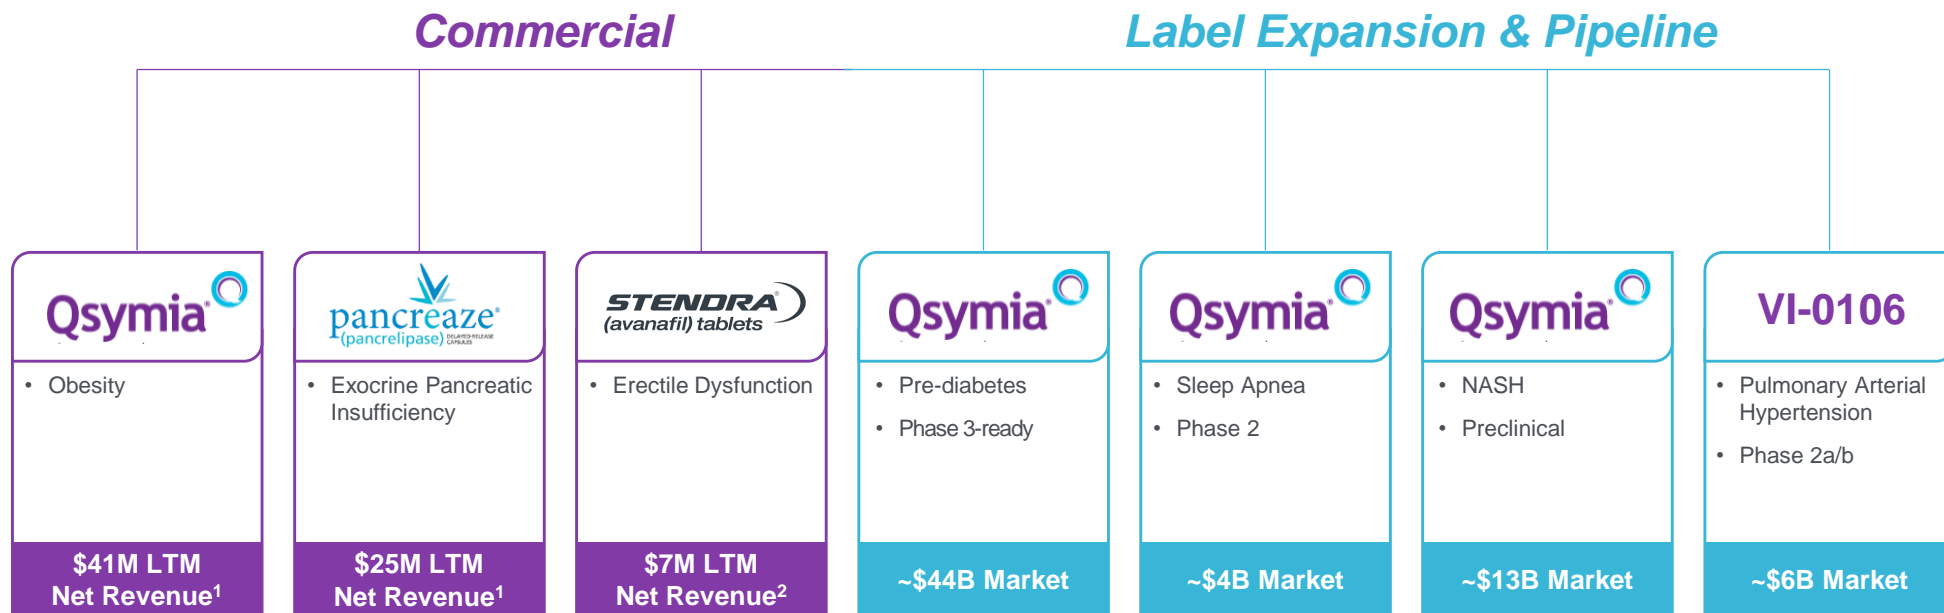 Commercial
Label Expansion & Pipeline
Qsymia®
pancreaze®
(pancrelipase) DELAYED-RELEASE
CAPSULES
STENDRA®
(avanafil) tablets
Qsymia®
Qsymia®
Qsymia®
VI-0106
• Obesity
• Exocrine Pancreatic
Insufficiency
• Erectile Dysfunction
• Pre-diabetes
• Phase 3-ready
• Sleep Apnea
• Phase 2
• NASH
• Preclinical
• Pulmonary Arterial
Hypertension
• Phase 2a/b
$41M LTM
Net Revenue¹
$25M LTM
Net Revenue¹
$7M LTM
Net Revenue²
~$44B Market
~$4B Market
~$13B Market
~$6B Market